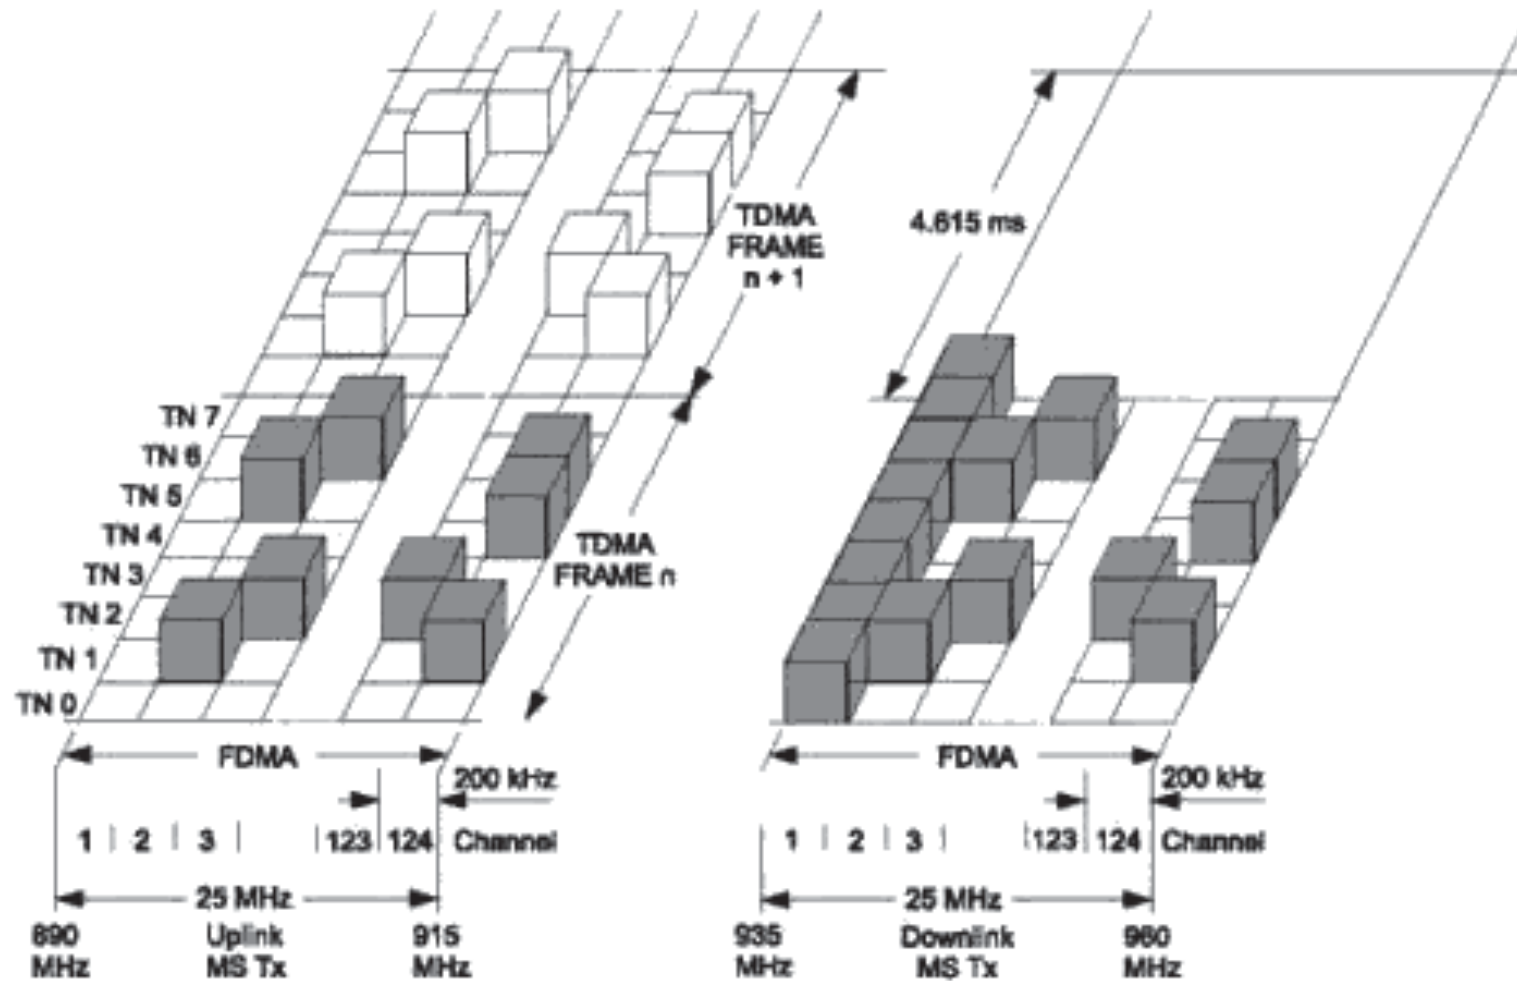 TDMA
FRAME
n + 1
4.615 ms
TN 7
TN 6
TN 5
TN 4
TN 3
TN 2
TN 1
TN 0
TDMA
FRAME n
FDMA
200 kHz
1 2 3 123 124 Channel
25 MHz
890 MHz
Uplink
MS Tx
915
MHz
FDMA
200 kHz
1 2 3 123 124 Channel
25 MHz
935
MHz
Downlink
MS Tx
960
MHz